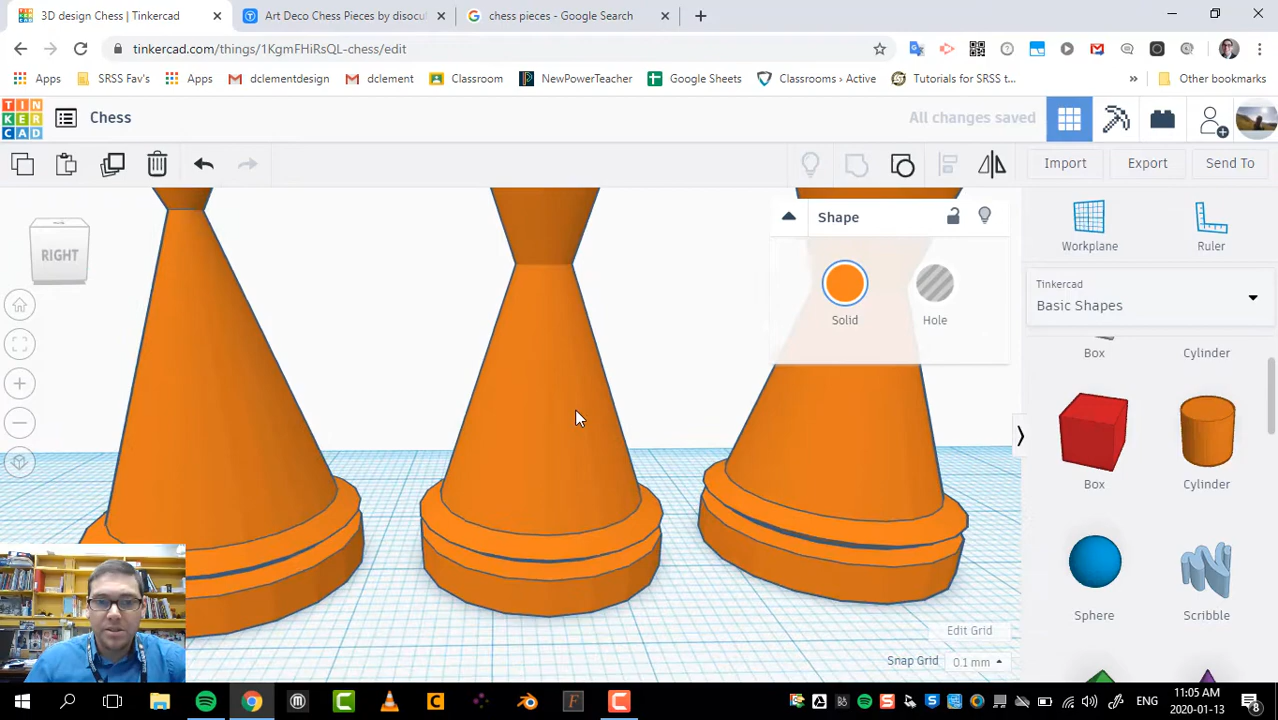 3D design Chess | Tinkercad
Art Deco Chess Pieces by disocul
chess pieces - Google Search
tinkercad.com/things/1KgmFHiRsQL-chess/edit
Apps
SRSS Fav's
Apps
dclementdesign
dclement
Classroom
NewPowerTeacher
Google Sheets
Classrooms › Active
Tutorials for SRSS t...
»
Other bookmarks
TIN
KER
CAD
Chess
All changes saved
Import
Export
Send To
RIGHT
Shape
Solid
Hole
Workplane
Ruler
Tinkercad
Basic Shapes
Box
Cylinder
Box
Cylinder
Sphere
Scribble
Edit Grid
Snap Grid
0.1 mm
ENG
11:05 AM
2020-01-13
8